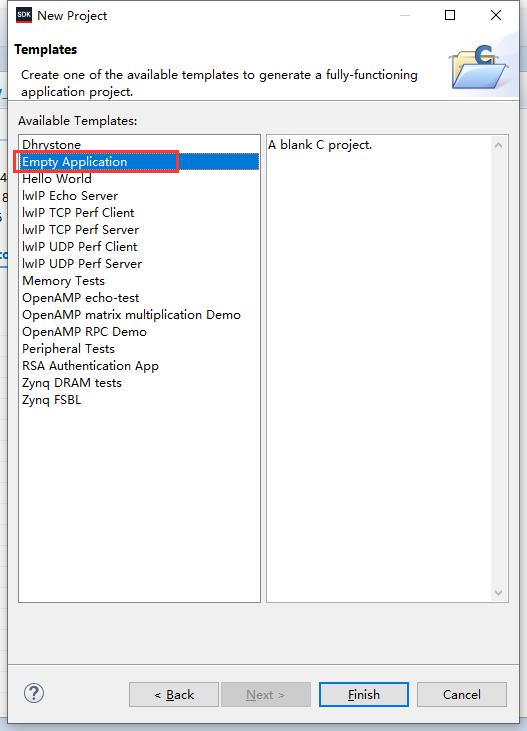 SDK New Project
Templates
Create one of the available templates to generate a fully-functioning
application project.
Available Templates:
Dhrystone
Empty Application
Hello World
lwIP Echo Server
lwIP TCP Perf Client
lwIP TCP Perf Server
lwIP UDP Perf Client
lwIP UDP Perf Server
Memory Tests
OpenAMP echo-test
OpenAMP matrix multiplication Demo
OpenAMP RPC Demo
Peripheral Tests
RSA Authentication App
Zynq DRAM tests
Zynq FSBL
A blank C project.
?
< Back
Next >
Finish
Cancel